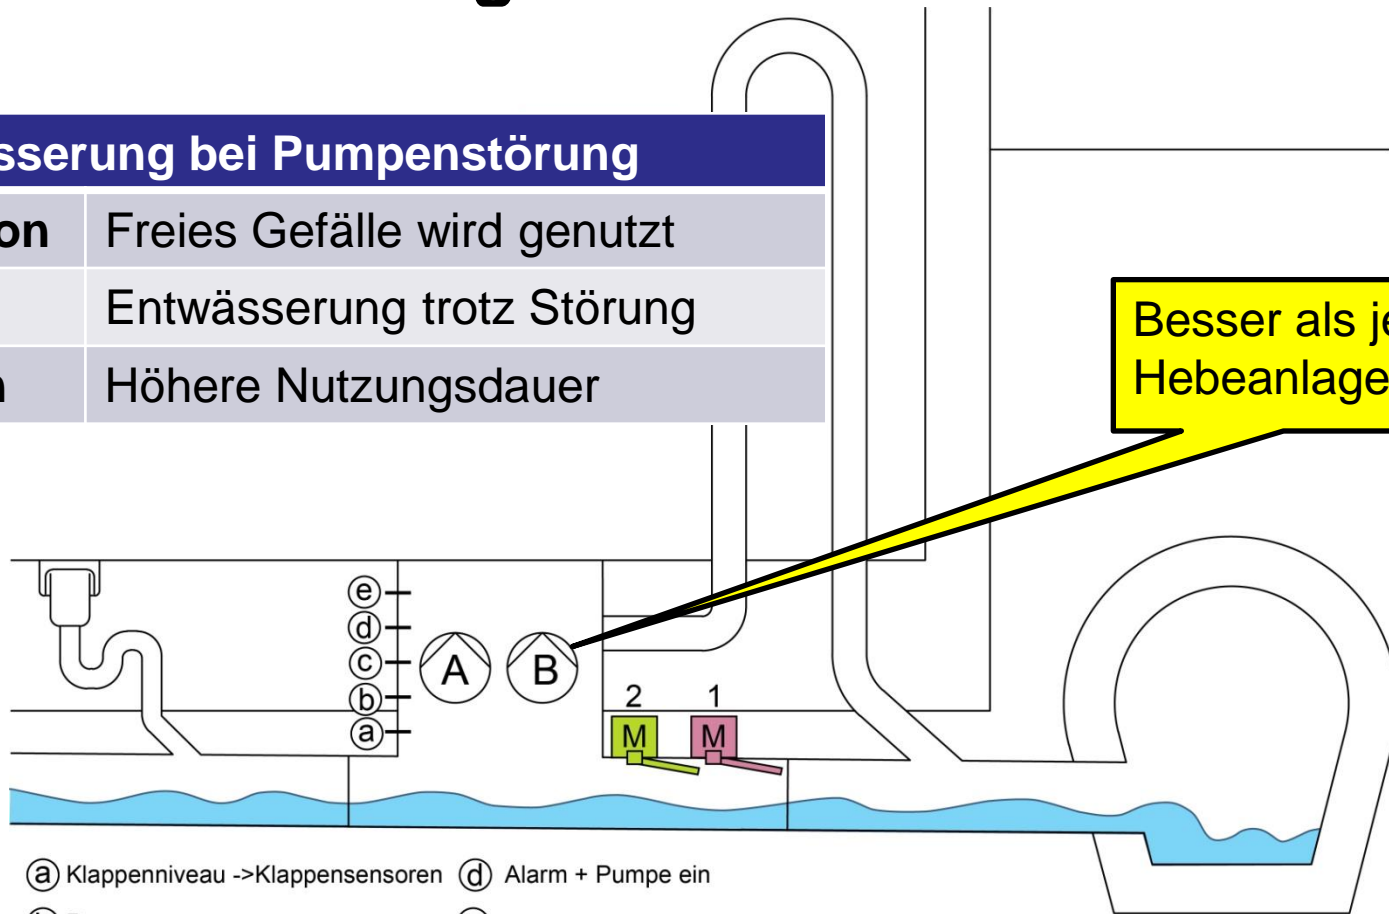 sserung bei Pumpenstörung
on Freies Gefälle wird genutzt
Entwässerung trotz Störung
Höhere Nutzungsdauer
Besser als
Hebeanlage
e
d
c
b
a
A B
2 1
M M
a Klappenniveau ->Klappensensoren d Alarm + Pumpe ein